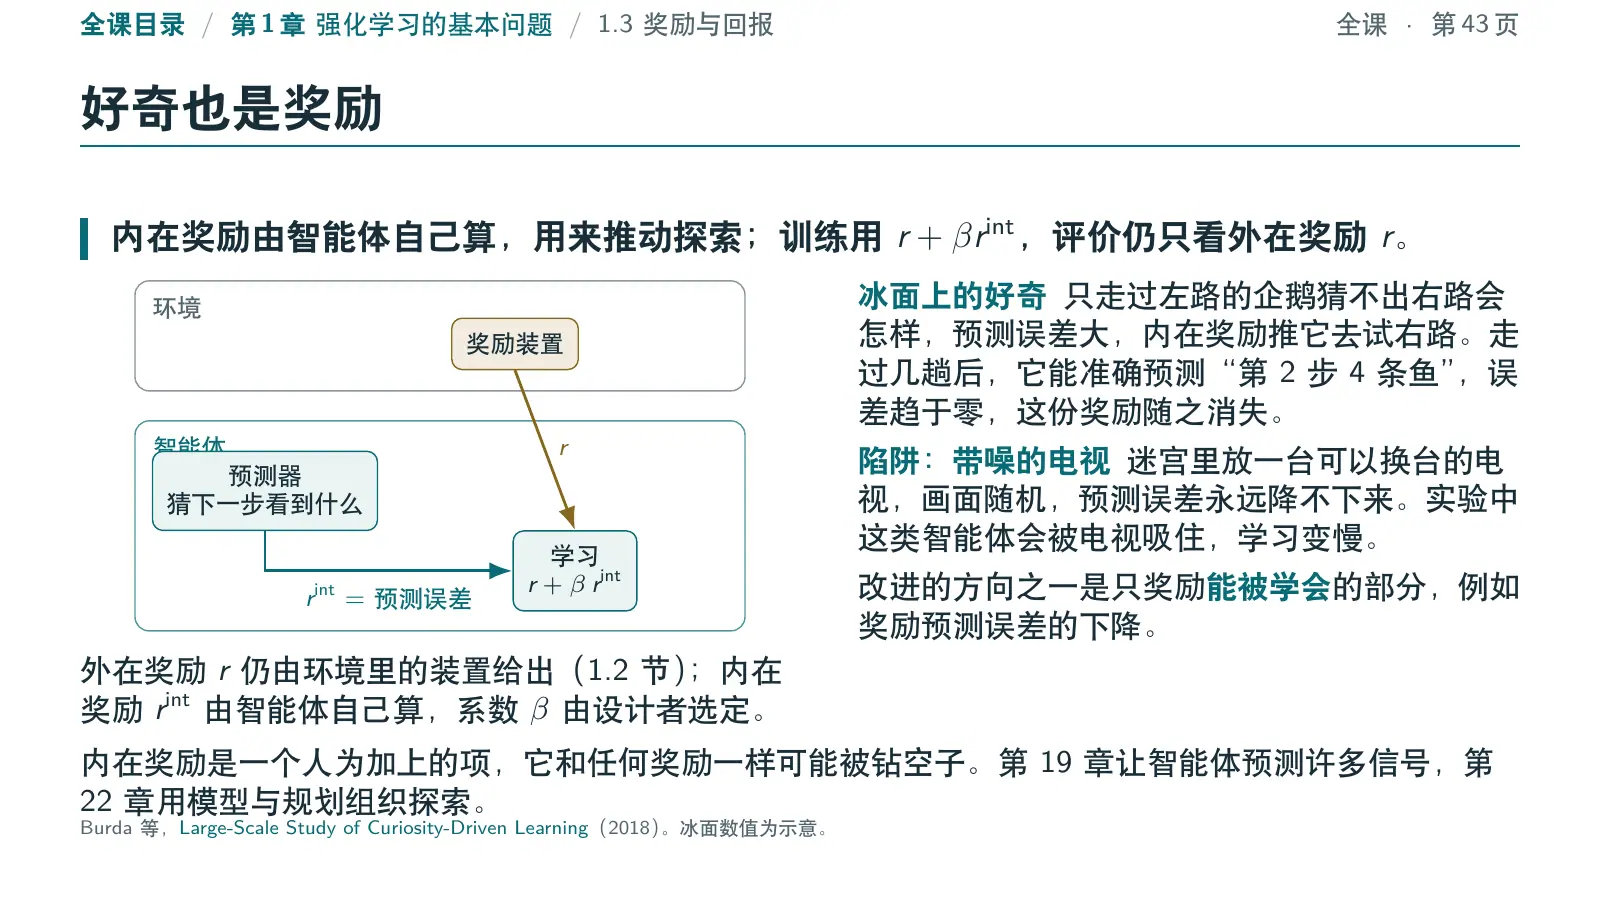 全课目录 / 第 1 章 强化学习的基本问题 / 1.3 奖励与回报
全课 · 第 43 页
好奇也是奖励
内在奖励由智能体自己算，用来推动探索；训练用 r + βr^int，评价仍只看外在奖励 r。
环境
奖励装置
r
智能体
预测器
猜下一步看到什么
学习
r + β r^int
r^int = 预测误差
外在奖励 r 仍由环境里的装置给出（1.2 节）；内在
奖励 r^int 由智能体自己算，系数 β 由设计者选定。
冰面上的好奇 只走过左路的企鹅猜不出右路会
怎样，预测误差大，内在奖励推它去试右路。走
过几趟后，它能准确预测“第 2 步 4 条鱼”，误
差趋于零，这份奖励随之消失。
陷阱：带噪的电视 迷宫里放一台可以换台的电
视，画面随机，预测误差永远降不下来。实验中
这类智能体会被电视吸住，学习变慢。
改进的方向之一是只奖励能被学会的部分，例如
奖励预测误差的下降。
内在奖励是一个人为加上的项，它和任何奖励一样可能被钻空子。第 19 章让智能体预测许多信号，第
22 章用模型与规划组织探索。
Burda 等，Large-Scale Study of Curiosity-Driven Learning（2018）。冰面数值为示意。